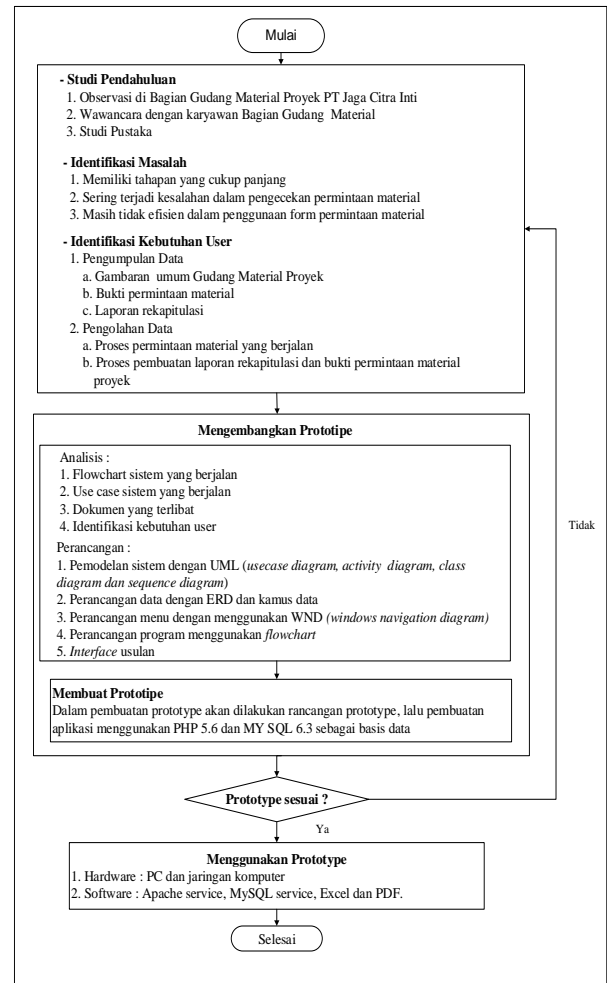 Mulai
- Studi Pendahuluan
1. Observasi di Bagian Gudang Material Proyek PT Jaga Citra Inti
2. Wawancara dengan karyawan Bagian Gudang Material
3. Studi Pustaka
- Identifikasi Masalah
1. Memiliki tahapan yang cukup panjang
2. Sering terjadi kesalahan dalam pengecekan permintaan material
3. Masih tidak efisien dalam penggunaan form permintaan material
- Identifikasi Kebutuhan User
1. Pengumpulan Data
a. Gambaran umum Gudang Material Proyek
b. Bukti permintaan material
c. Laporan rekapitulasi
2. Pengolahan Data
a. Proses permintaan material yang berjalan
b. Proses pembuatan laporan rekapitulasi dan bukti permintaan material
proyek
Mengembangkan Prototipe
Analisis :
1. Flowchart sistem yang berjalan
2. Use case sistem yang berjalan
3. Dokumen yang terlibat
4. Identifikasi kebutuhan user
Perancangan :
1. Pemodelan sistem dengan UML (usecase diagram, activity diagram, class
diagram dan sequence diagram)
2. Perancangan data dengan ERD dan kamus data
3. Perancangan menu dengan menggunakan WND (windows navigation diagram)
4. Perancangan program menggunakan flowchart
5. Interface usulan
Tidak
Membuat Prototipe
Dalam pembuatan prototype akan dilakukan rancangan prototype, lalu pembuatan
aplikasi menggunakan PHP 5.6 dan MY SQL 6.3 sebagai basis data
Prototype sesuai ?
Ya
Menggunakan Prototype
1. Hardware : PC dan jaringan komputer
2. Software : Apache service, MySQL service, Excel dan PDF.
Selesai